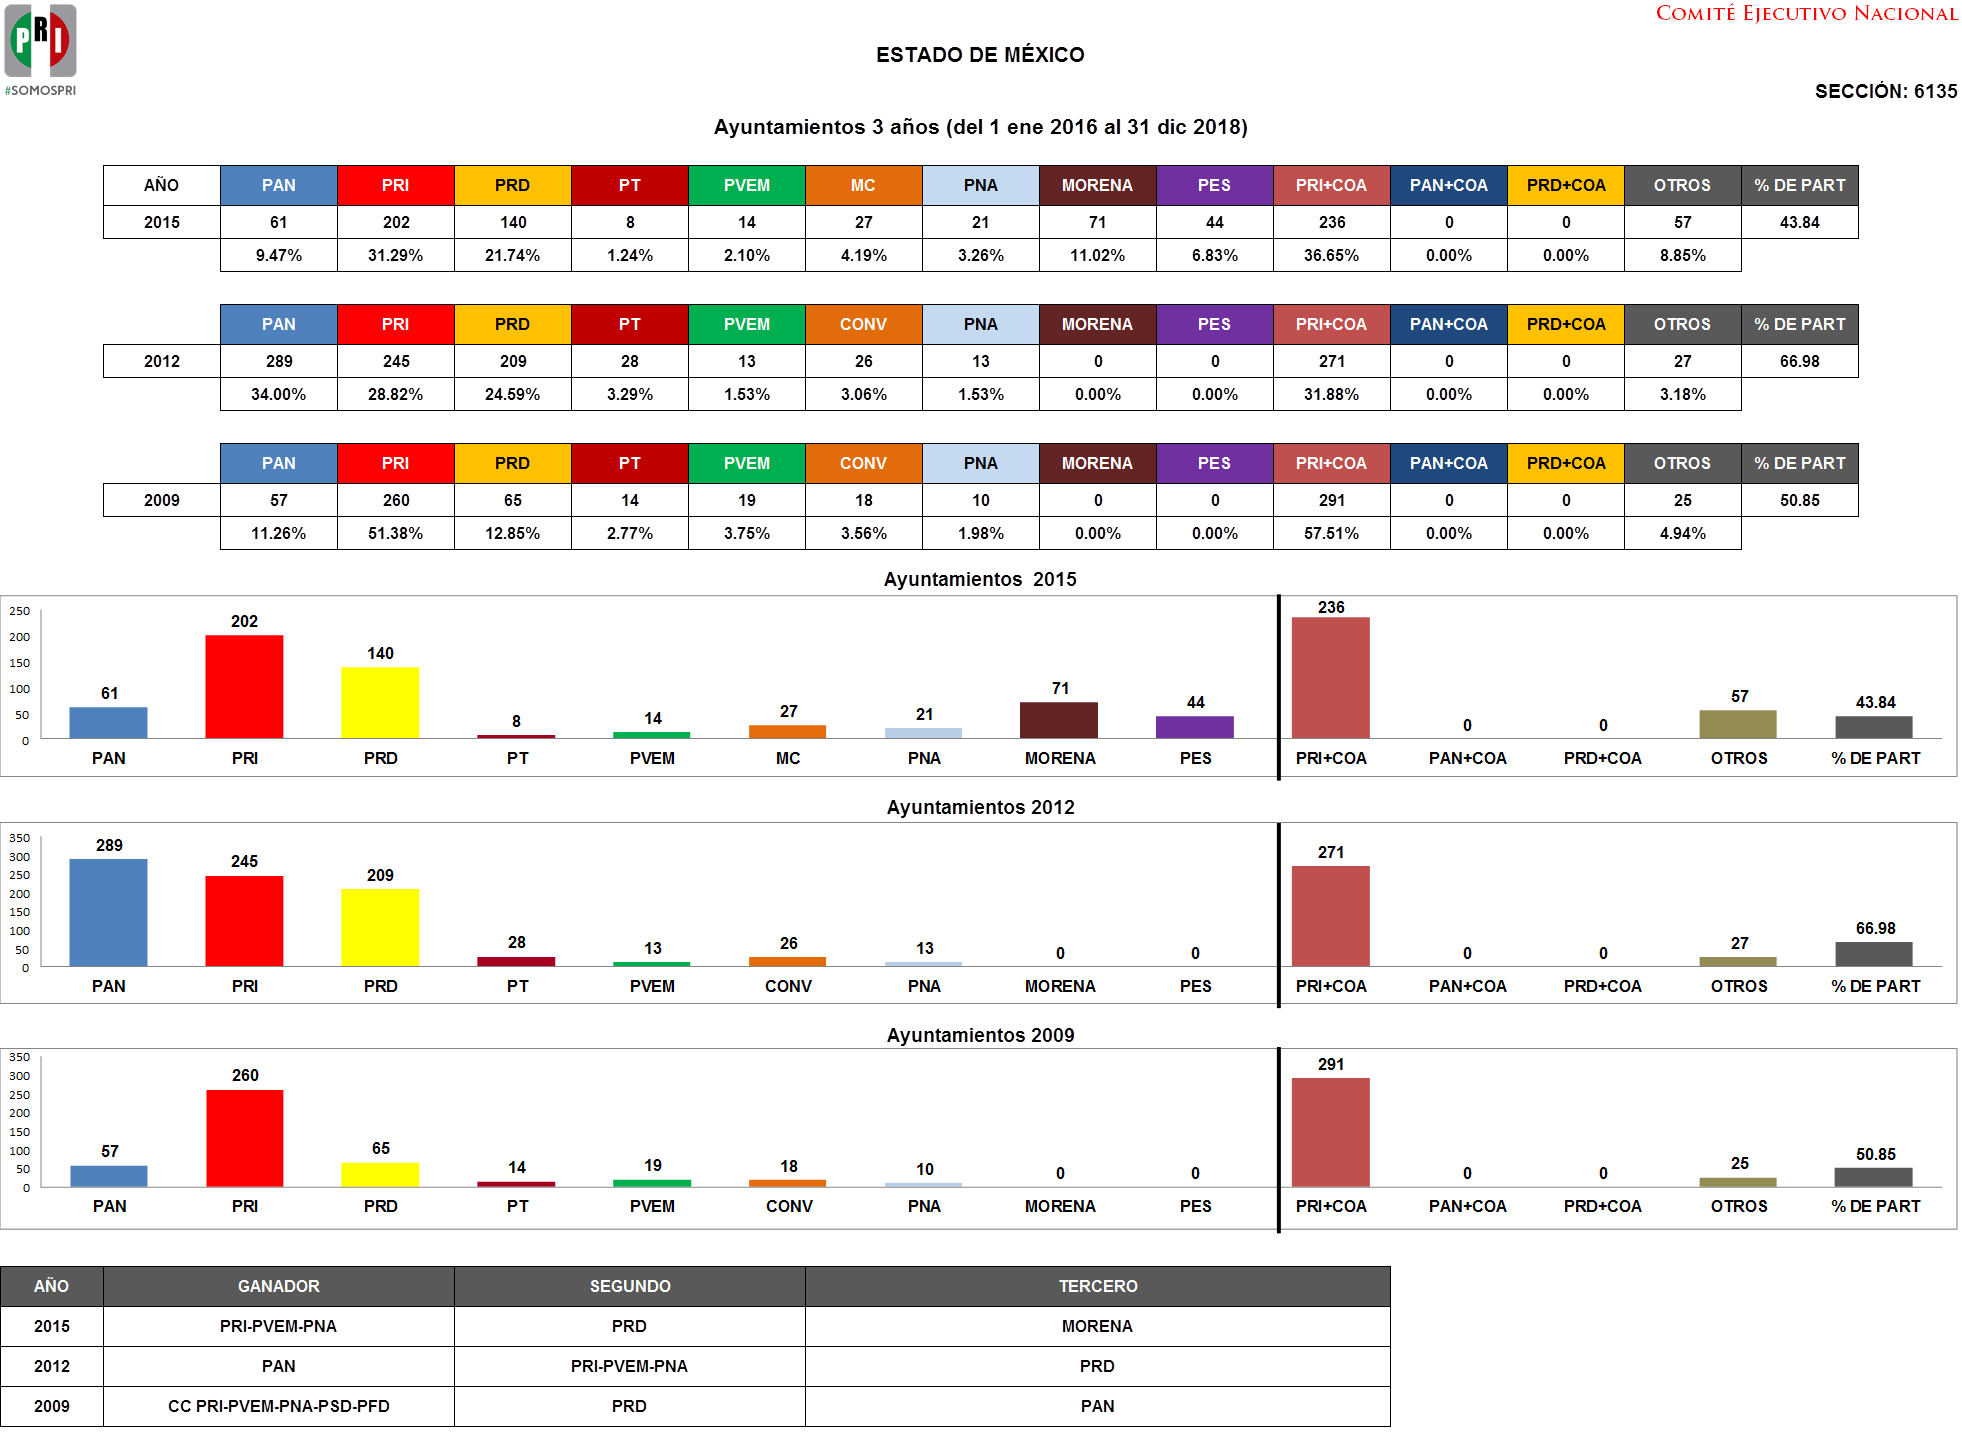 PRI
#SOMOSPRI
COMITÉ EJECUTIVO NACIONAL
ESTADO DE MÉXICO
SECCIÓN: 6135
Ayuntamientos 3 años (del 1 ene 2016 al 31 dic 2018)
AÑO PAN PRI PRD PT PVEM MC PNA MORENA PES PRI+COA PAN+COA PRD+COA OTROS % DE PART
2015 61 202 140 8 14 27 21 71 44 236 0 0 57 43.84
9.47% 31.29% 21.74% 1.24% 2.10% 4.19% 3.26% 11.02% 6.83% 36.65% 0.00% 0.00% 8.85%
PAN PRI PRD PT PVEM CONV PNA MORENA PES PRI+COA PAN+COA PRD+COA OTROS % DE PART
2012 289 245 209 28 13 26 13 0 0 271 0 0 27 66.98
34.00% 28.82% 24.59% 3.29% 1.53% 3.06% 1.53% 0.00% 0.00% 31.88% 0.00% 0.00% 3.18%
PAN PRI PRD PT PVEM CONV PNA MORENA PES PRI+COA PAN+COA PRD+COA OTROS % DE PART
2009 57 260 65 14 19 18 10 0 0 291 0 0 25 50.85
11.26% 51.38% 12.85% 2.77% 3.75% 3.56% 1.98% 0.00% 0.00% 57.51% 0.00% 0.00% 4.94%
Ayuntamientos 2015
250
200
150
100
50
0
61 202 140 8 14 27 21 71 44 236 0 0 57 43.84
PAN PRI PRD PT PVEM MC PNA MORENA PES PRI+COA PAN+COA PRD+COA OTROS % DE PART
Ayuntamientos 2012
350
300
250
200
150
100
50
0
289 245 209 28 13 26 13 0 0 271 0 0 27 66.98
PAN PRI PRD PT PVEM CONV PNA MORENA PES PRI+COA PAN+COA PRD+COA OTROS % DE PART
Ayuntamientos 2009
350
300
250
200
150
100
50
0
57 260 65 14 19 18 10 0 0 291 0 0 25 50.85
PAN PRI PRD PT PVEM CONV PNA MORENA PES PRI+COA PAN+COA PRD+COA OTROS % DE PART
AÑO GANADOR SEGUNDO TERCERO
2015 PRI-PVEM-PNA PRD MORENA
2012 PAN PRI-PVEM-PNA PRD
2009 CC PRI-PVEM-PNA-PSD-PFD PRD PAN